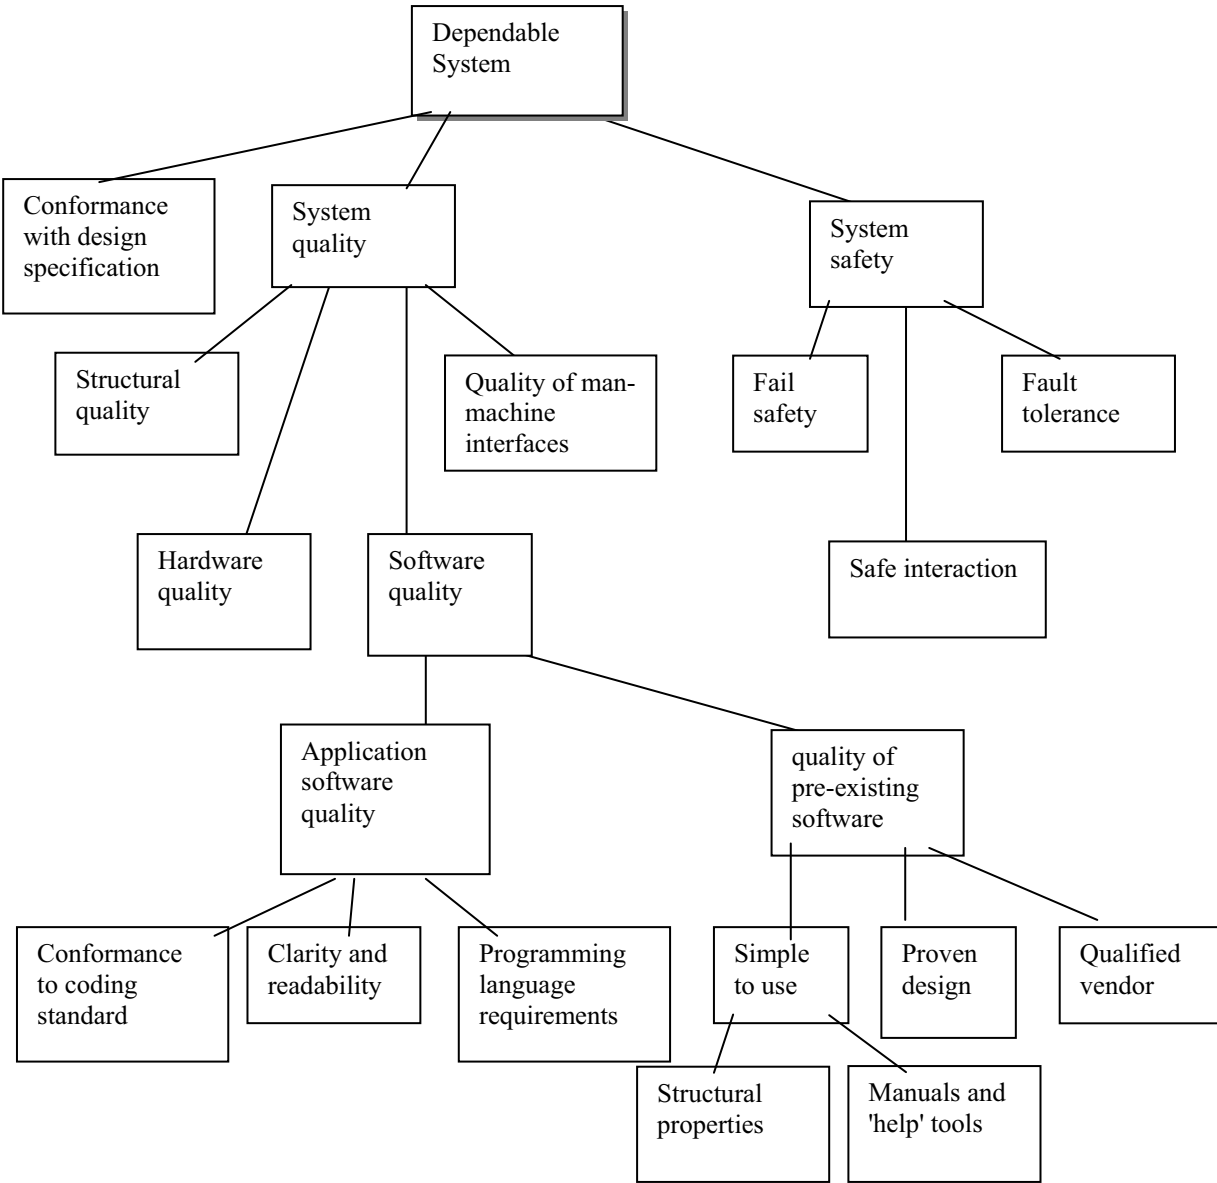 Dependable
System
Conformance
with design
specification
System
quality
System
safety
Structural
quality
Quality of man-
machine
interfaces
Fail
safety
Fault
tolerance
Hardware
quality
Software
quality
Safe interaction
Application
software
quality
quality of
pre-existing
software
Conformance
to coding
standard
Clarity and
readability
Programming
language
requirements
Simple
to use
Proven
design
Qualified
vendor
Structural
properties
Manuals and
'help' tools